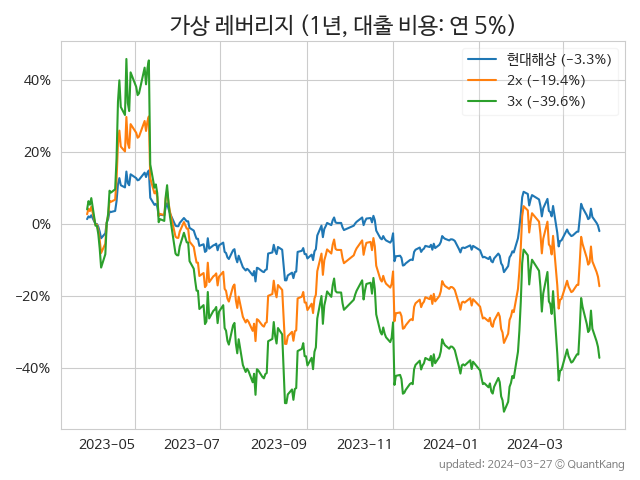 가상 레버리지 (1년, 대출 비용: 연 5%)
현대해상 (−3.3%)
2x (−19.4%)
3x (−39.6%)
40%
20%
0%
−20%
−40%
2023-05 2023-07 2023-09 2023-11 2024-01 2024-03
updated: 2024-03-27 © QuantKang